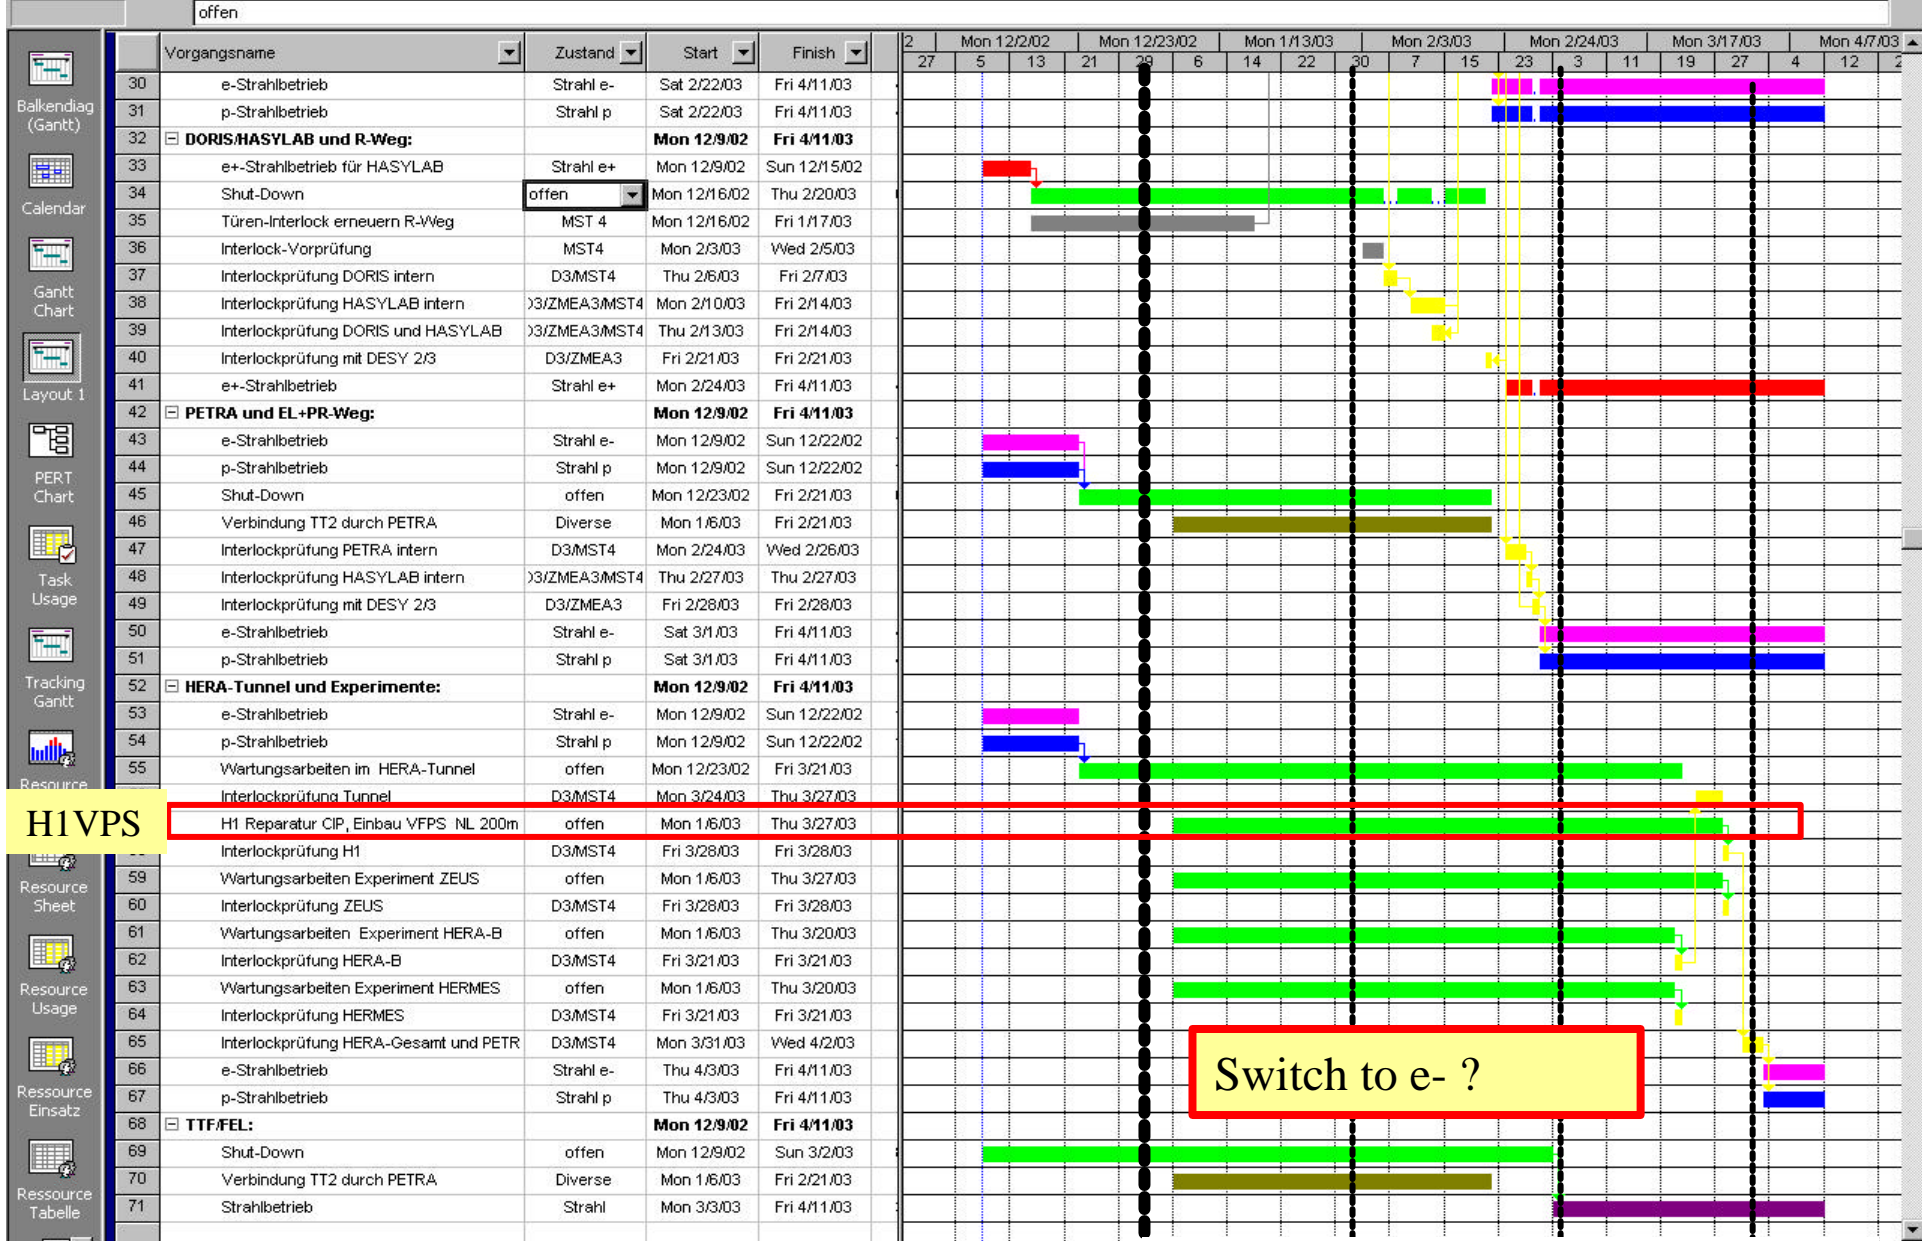 offen
Vorgangsname Zustand Start Finish
2 Mon 12/2/02 Mon 12/23/02 Mon 1/13/03 Mon 2/3/03 Mon 2/24/03 Mon 3/17/03 Mon 4/7/03
27 5 13 21 29 6 14 22 30 7 15 23 3 11 19 27 4 12 2
30 e-Strahlbetrieb Strahl e- Sat 2/22/03 Fri 4/11/03
31 p-Strahlbetrieb Strahl p Sat 2/22/03 Fri 4/11/03
32 DORIS/HASYLAB und R-Weg: Mon 12/9/02 Fri 4/11/03
33 e+-Strahlbetrieb für HASYLAB Strahl e+ Mon 12/9/02 Sun 12/15/02
34 Shut-Down offen Mon 12/16/02 Thu 2/20/03
35 Türen-Interlock erneuern R-Weg MST 4 Mon 12/16/02 Fri 1/17/03
36 Interlock-Vorprüfung MST4 Mon 2/3/03 Wed 2/5/03
37 Interlockprüfung DORIS intern D3/MST4 Thu 2/6/03 Fri 2/7/03
38 Interlockprüfung HASYLAB intern )3/ZMEA3/MST4 Mon 2/10/03 Fri 2/14/03
39 Interlockprüfung DORIS und HASYLAB )3/ZMEA3/MST4 Thu 2/13/03 Fri 2/14/03
40 Interlockprüfung mit DESY 2/3 D3/ZMEA3 Fri 2/21/03 Fri 2/21/03
41 e+-Strahlbetrieb Strahl e+ Mon 2/24/03 Fri 4/11/03
42 PETRA und EL+PR-Weg: Mon 12/9/02 Fri 4/11/03
43 e-Strahlbetrieb Strahl e- Mon 12/9/02 Sun 12/22/02
44 p-Strahlbetrieb Strahl p Mon 12/9/02 Sun 12/22/02
45 Shut-Down offen Mon 12/23/02 Fri 2/21/03
46 Verbindung TT2 durch PETRA Diverse Mon 1/6/03 Fri 2/21/03
47 Interlockprüfung PETRA intern D3/MST4 Mon 2/24/03 Wed 2/26/03
48 Interlockprüfung HASYLAB intern )3/ZMEA3/MST4 Thu 2/27/03 Thu 2/27/03
49 Interlockprüfung mit DESY 2/3 D3/ZMEA3 Fri 2/28/03 Fri 2/28/03
50 e-Strahlbetrieb Strahl e- Sat 3/1/03 Fri 4/11/03
51 p-Strahlbetrieb Strahl p Sat 3/1/03 Fri 4/11/03
52 HERA-Tunnel und Experimente: Mon 12/9/02 Fri 4/11/03
53 e-Strahlbetrieb Strahl e- Mon 12/9/02 Sun 12/22/02
54 p-Strahlbetrieb Strahl p Mon 12/9/02 Sun 12/22/02
55 Wartungsarbeiten im HERA-Tunnel offen Mon 12/23/02 Fri 3/21/03
Interlockprüfung Tunnel D3/MST4 Mon 3/24/03 Thu 3/27/03
H1VPS
H1 Reparatur CIP, Einbau VFPS NL 200m offen Mon 1/6/03 Thu 3/27/03
Interlockprüfung H1 D3/MST4 Fri 3/28/03 Fri 3/28/03
59 Wartungsarbeiten Experiment ZEUS offen Mon 1/6/03 Thu 3/27/03
60 Interlockprüfung ZEUS D3/MST4 Fri 3/28/03 Fri 3/28/03
61 Wartungsarbeiten Experiment HERA-B offen Mon 1/6/03 Thu 3/20/03
62 Interlockprüfung HERA-B D3/MST4 Fri 3/21/03 Fri 3/21/03
63 Wartungsarbeiten Experiment HERMES offen Mon 1/6/03 Thu 3/20/03
64 Interlockprüfung HERMES D3/MST4 Fri 3/21/03 Fri 3/21/03
65 Interlockprüfung HERA-Gesamt und PETR D3/MST4 Mon 3/31/03 Wed 4/2/03
66 e-Strahlbetrieb Strahl e- Thu 4/3/03 Fri 4/11/03
67 p-Strahlbetrieb Strahl p Thu 4/3/03 Fri 4/11/03
68 TTF/FEL: Mon 12/9/02 Fri 4/11/03
69 Shut-Down offen Mon 12/9/02 Sun 3/2/03
70 Verbindung TT2 durch PETRA Diverse Mon 1/6/03 Fri 2/21/03
71 Strahlbetrieb Strahl Mon 3/3/03 Fri 4/11/03
Switch to e- ?
Balkendiag
(Gantt)
Calendar
Gantt
Chart
Layout 1
PERT
Chart
Task
Usage
Tracking
Gantt
Resource
Resource
Sheet
Resource
Usage
Ressource
Einsatz
Ressource
Tabelle